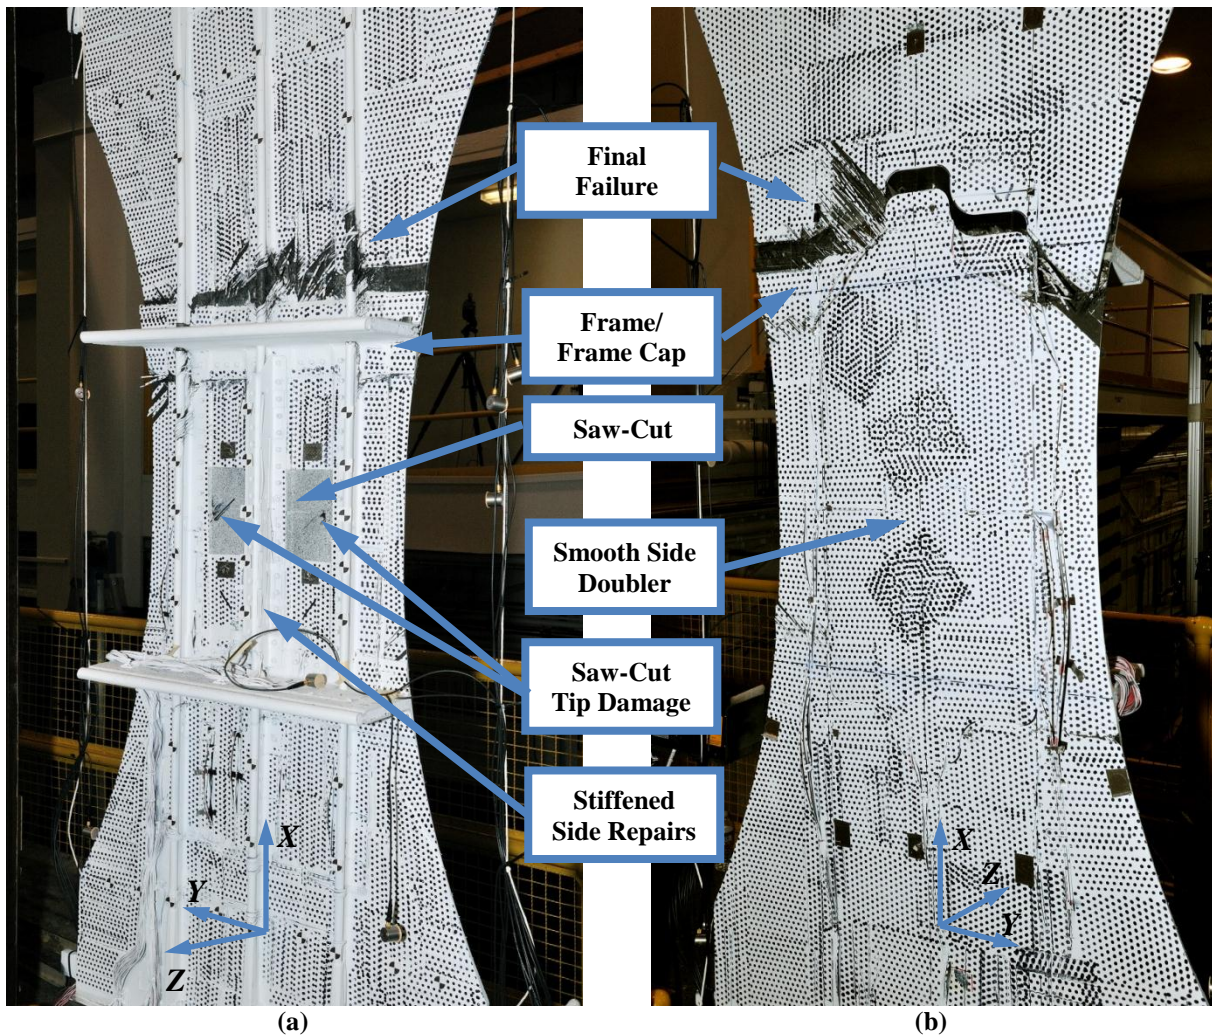 Final
Failure
Frame/
Frame Cap
Saw-Cut
Smooth Side
Doubler
Saw-Cut
Tip Damage
Stiffened
Side Repairs
X
Y
Z
X
Z
Y
(a)
(b)